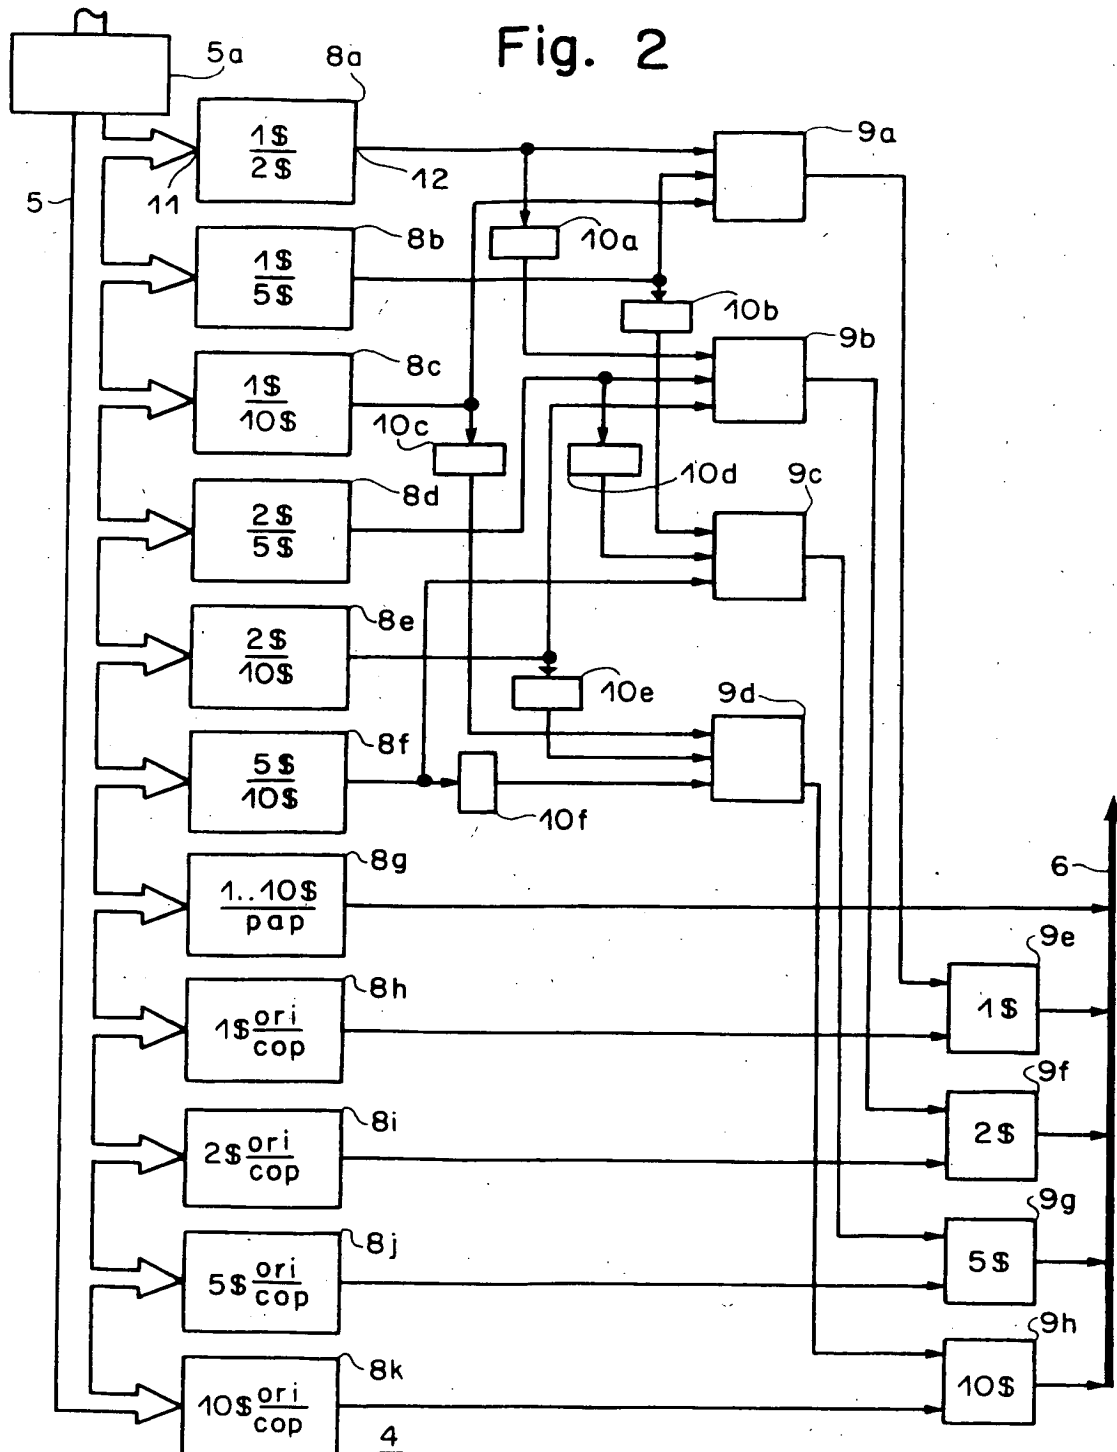 Fig. 2
5a
8a
1$
2$
11
12
9a
5
8b
10a
1$
5$
10b
9b
8c
1$
10$
10c
10d
9c
8d
2$
5$
8e
2$
10$
10e
9d
8f
5$
10$
10f
8g
1..10$
pap
6
9e
8h
1$ ori
cop
1$
9f
8i
2$ ori
cop
2$
9g
8j
5$ ori
cop
5$
9h
8k
10$ ori
cop
10$
4